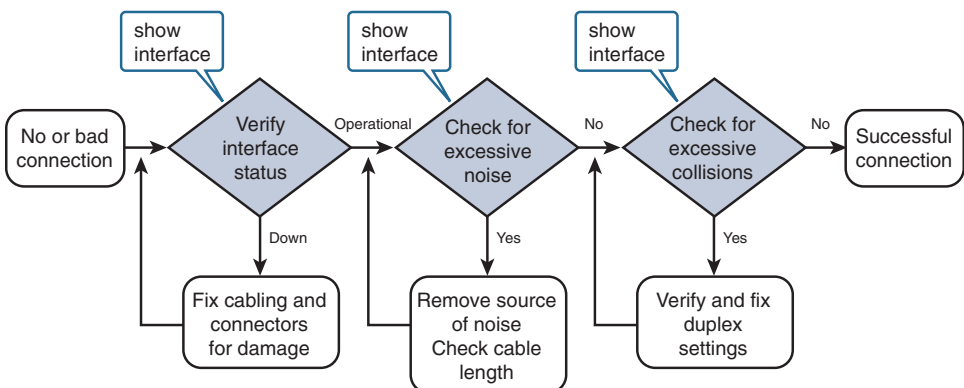 show
interface
show
interface
show
interface
No or bad
connection
Verify
interface
status
Operational
Check for
excessive
noise
No
Check for
excessive
collisions
No
Successful
connection
Down
Yes
Yes
Fix cabling and
connectors
for damage
Remove source
of noise
Check cable
length
Verify and fix
duplex
settings